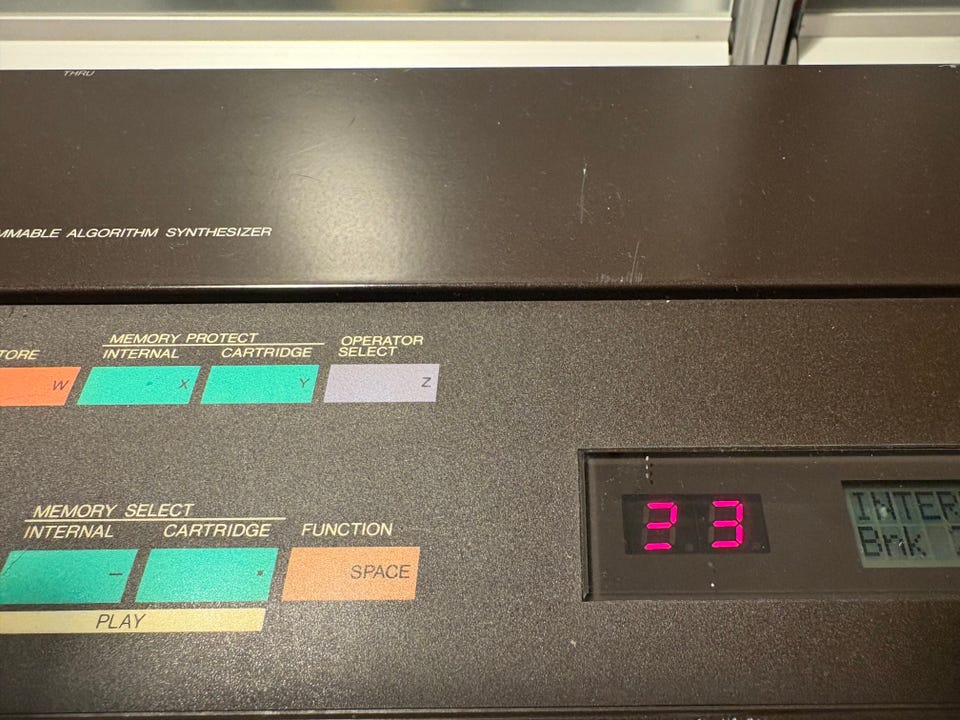 THRU
MMABLE ALGORITHM SYNTHESIZER
TORE
MEMORY PROTECT
INTERNAL CARTRIDGE
OPERATOR
SELECT
W X Y Z
MEMORY SELECT
INTERNAL CARTRIDGE FUNCTION
– . SPACE
PLAY
23
INTER
Bnk